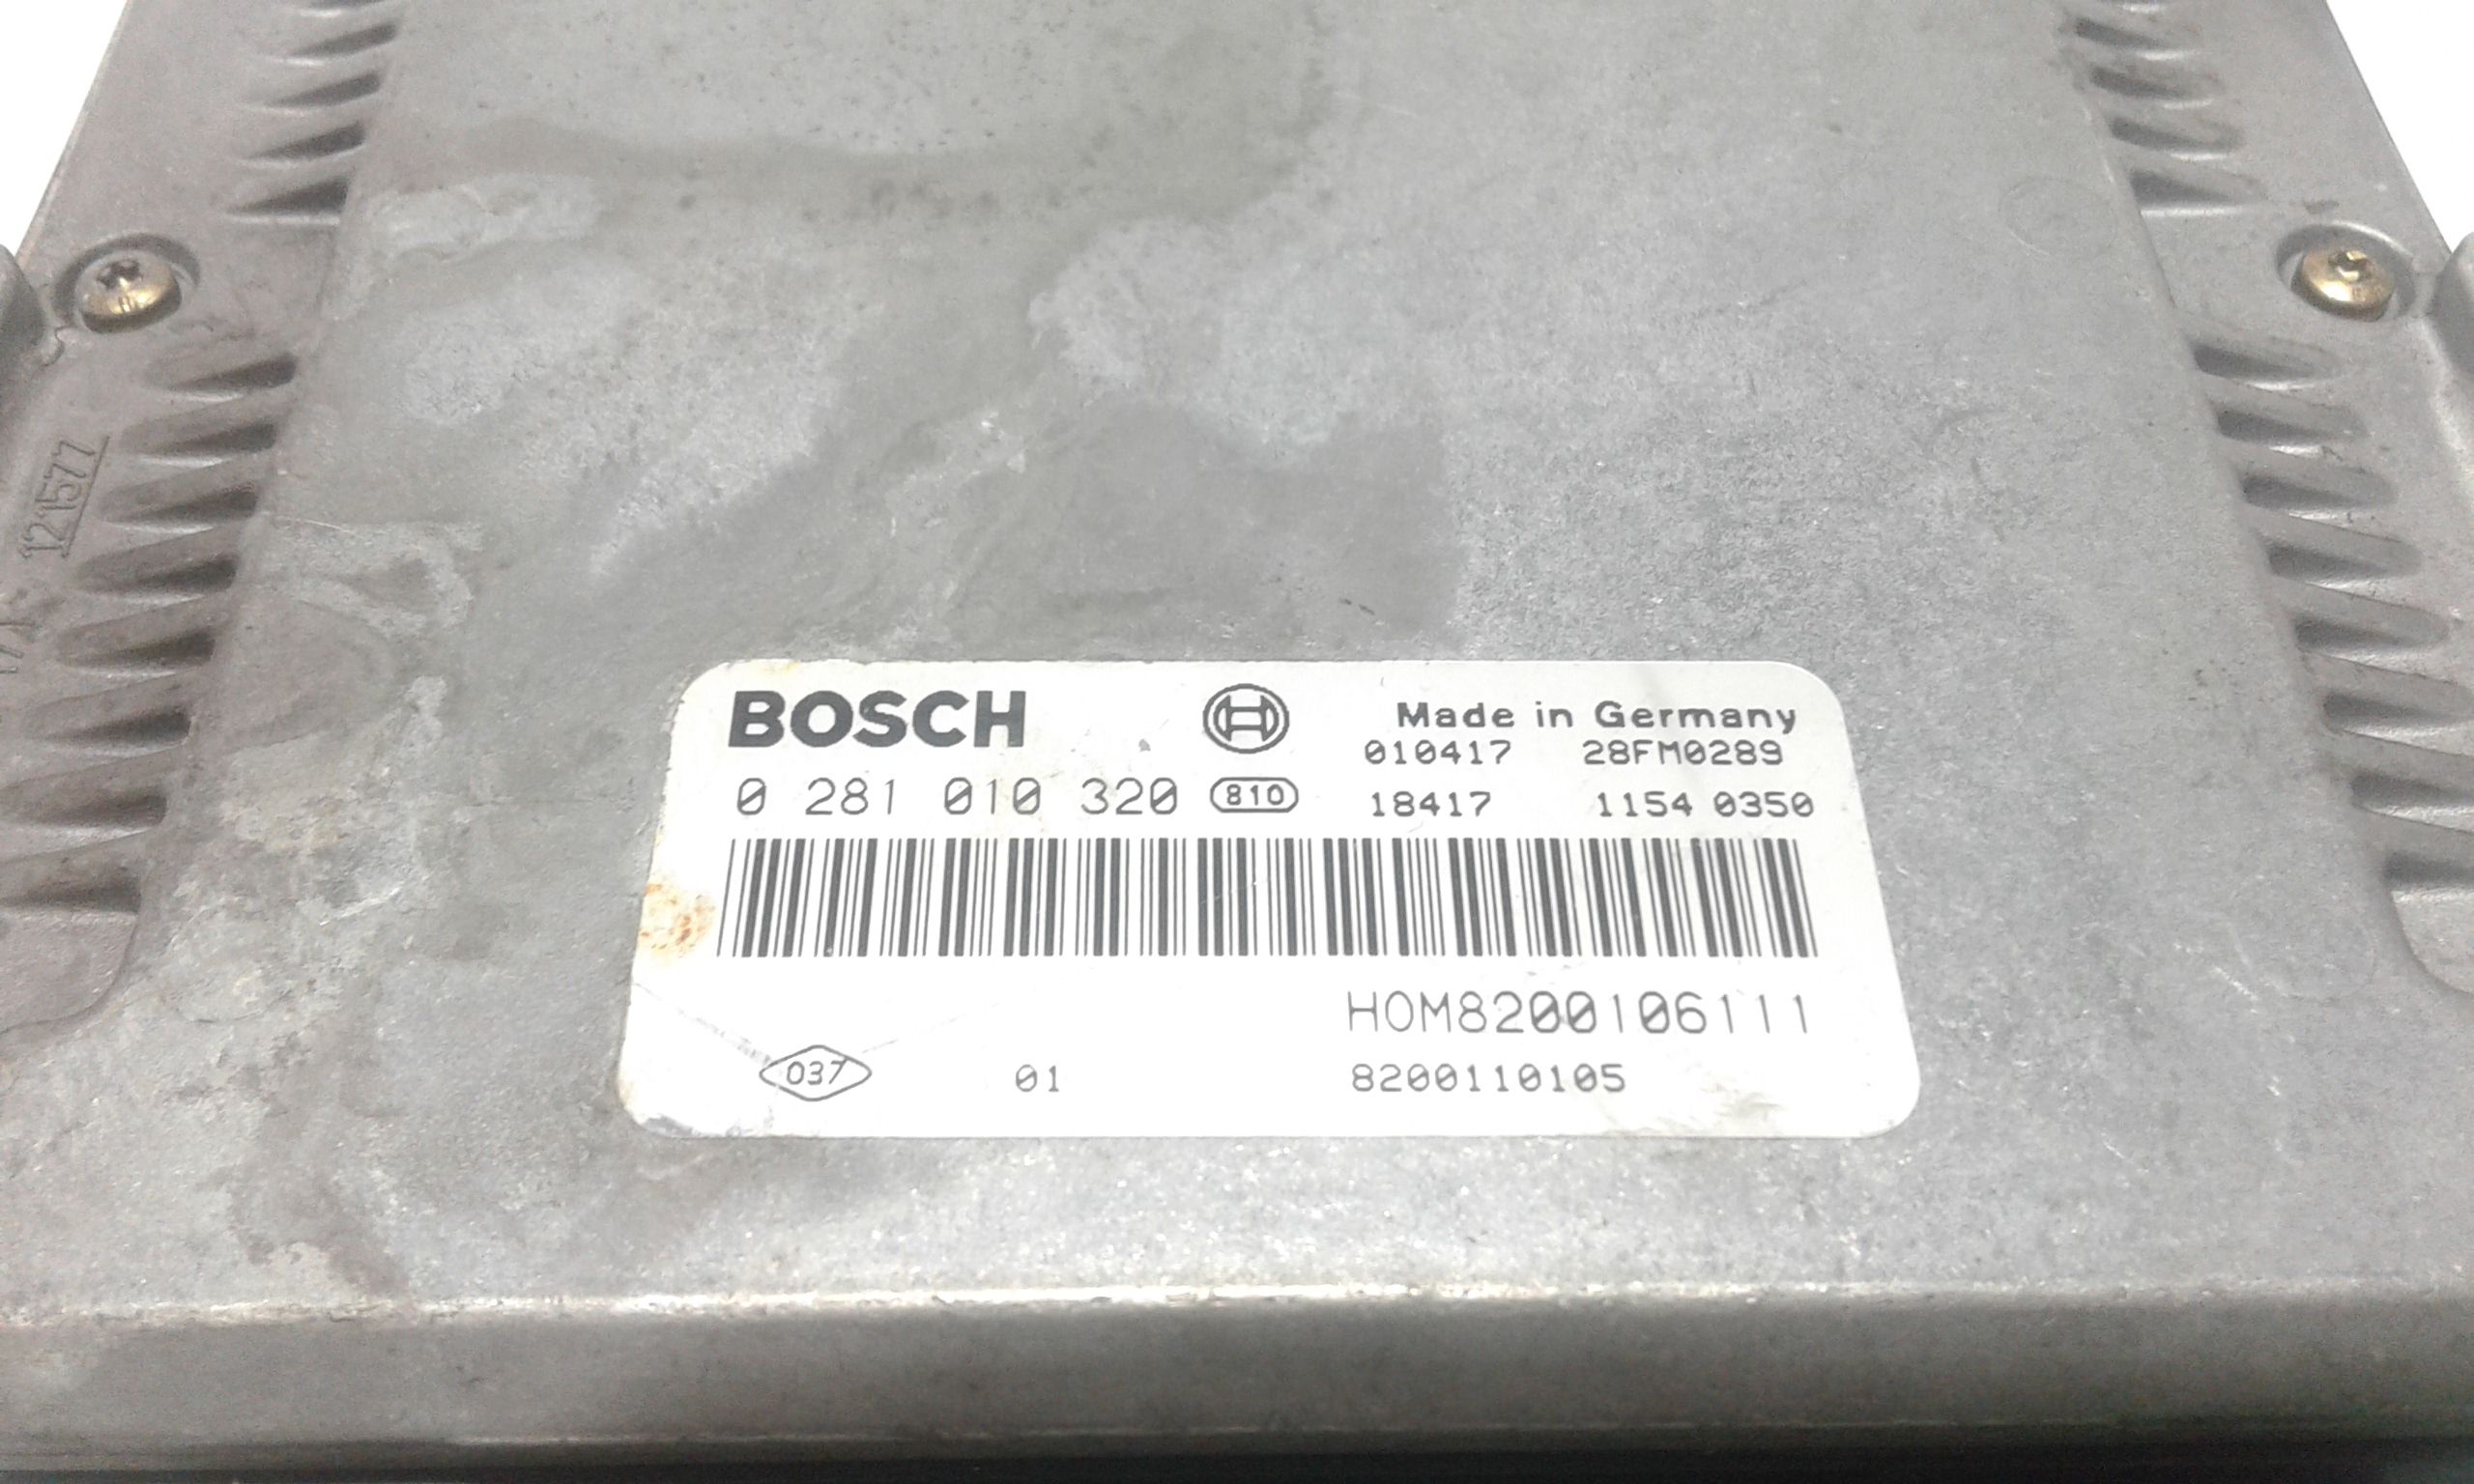 BOSCH
Made in Germany
010417 28FM0289
0 281 010 320 810 18417 1154 0350
HOM8200106111
037 01 8200110105
121577